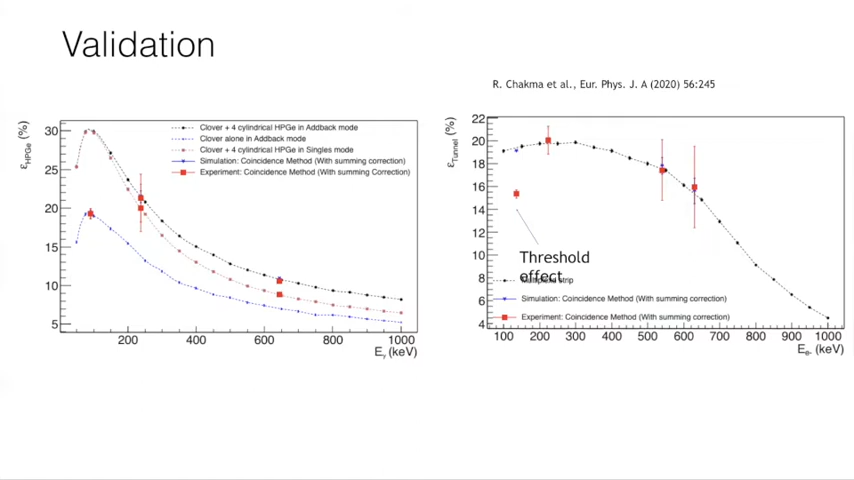 Validation
R. Chakma et al., Eur. Phys. J. A (2020) 56:245
ε_HPGe (%)
30
25
20
15
10
5
Clover + 4 cylindrical HPGe in Addback mode
Clover alone in Addback mode
Clover + 4 cylindrical HPGe in Singles mode
Simulation: Coincidence Method (With summing correction)
Experiment: Coincidence Method (With summing correction)
200 400 600 800 1000
E_γ (keV)
ε_Tunnel (%)
22
20
18
16
14
12
10
8
6
4
Threshold
effect
strip
Simulation: Coincidence Method (With summing correction)
Experiment: Coincidence Method (With summing correction)
100 200 300 400 500 600 700 800 900 1000
E_e- (keV)